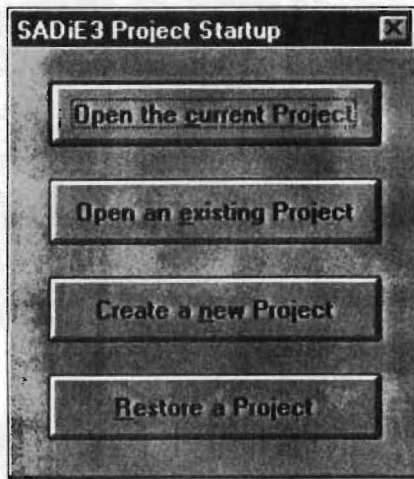 SADiE3 Project Startup
Open the current Project
Open an existing Project
Create a new Project
Restore a Project